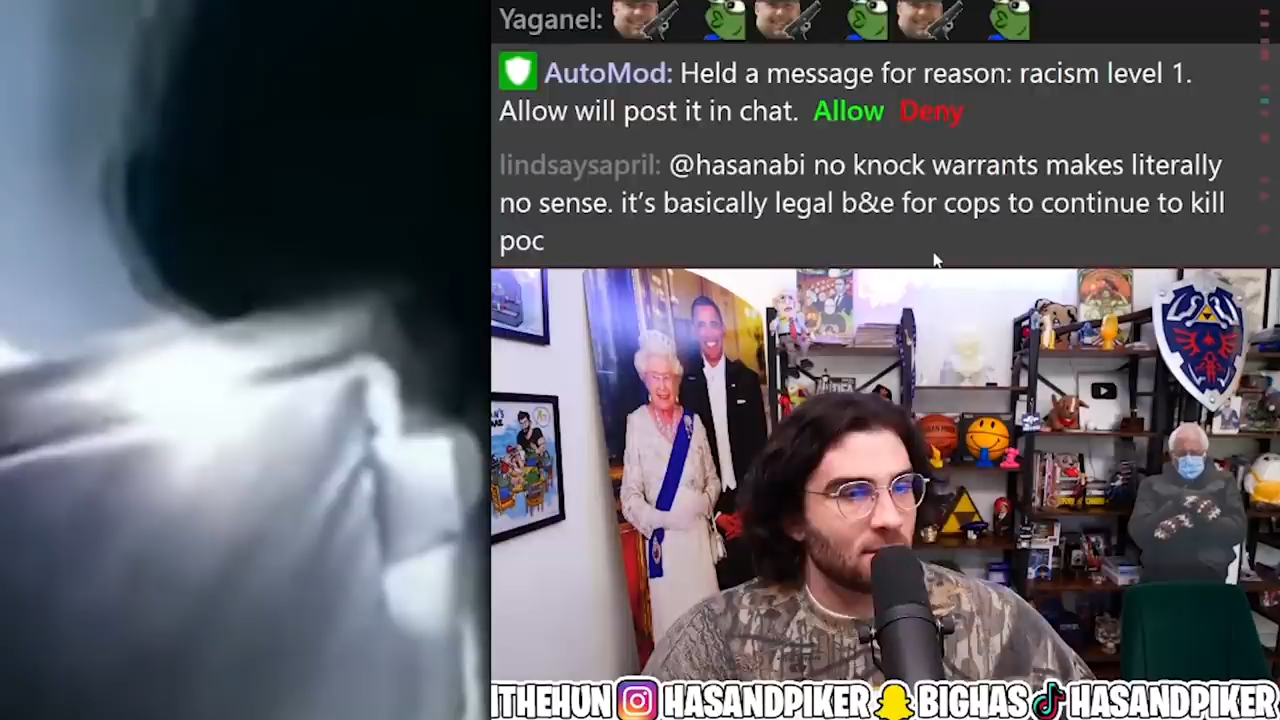 Yaganel:
AutoMod: Held a message for reason: racism level 1.
Allow will post it in chat. Allow Deny
lindsaysapril: @hasanabi no knock warrants makes literally
no sense. it's basically legal b&e for cops to continue to kill
poc
ITHEHUN HASANDPIKER BIGHAS HASANDPIKER